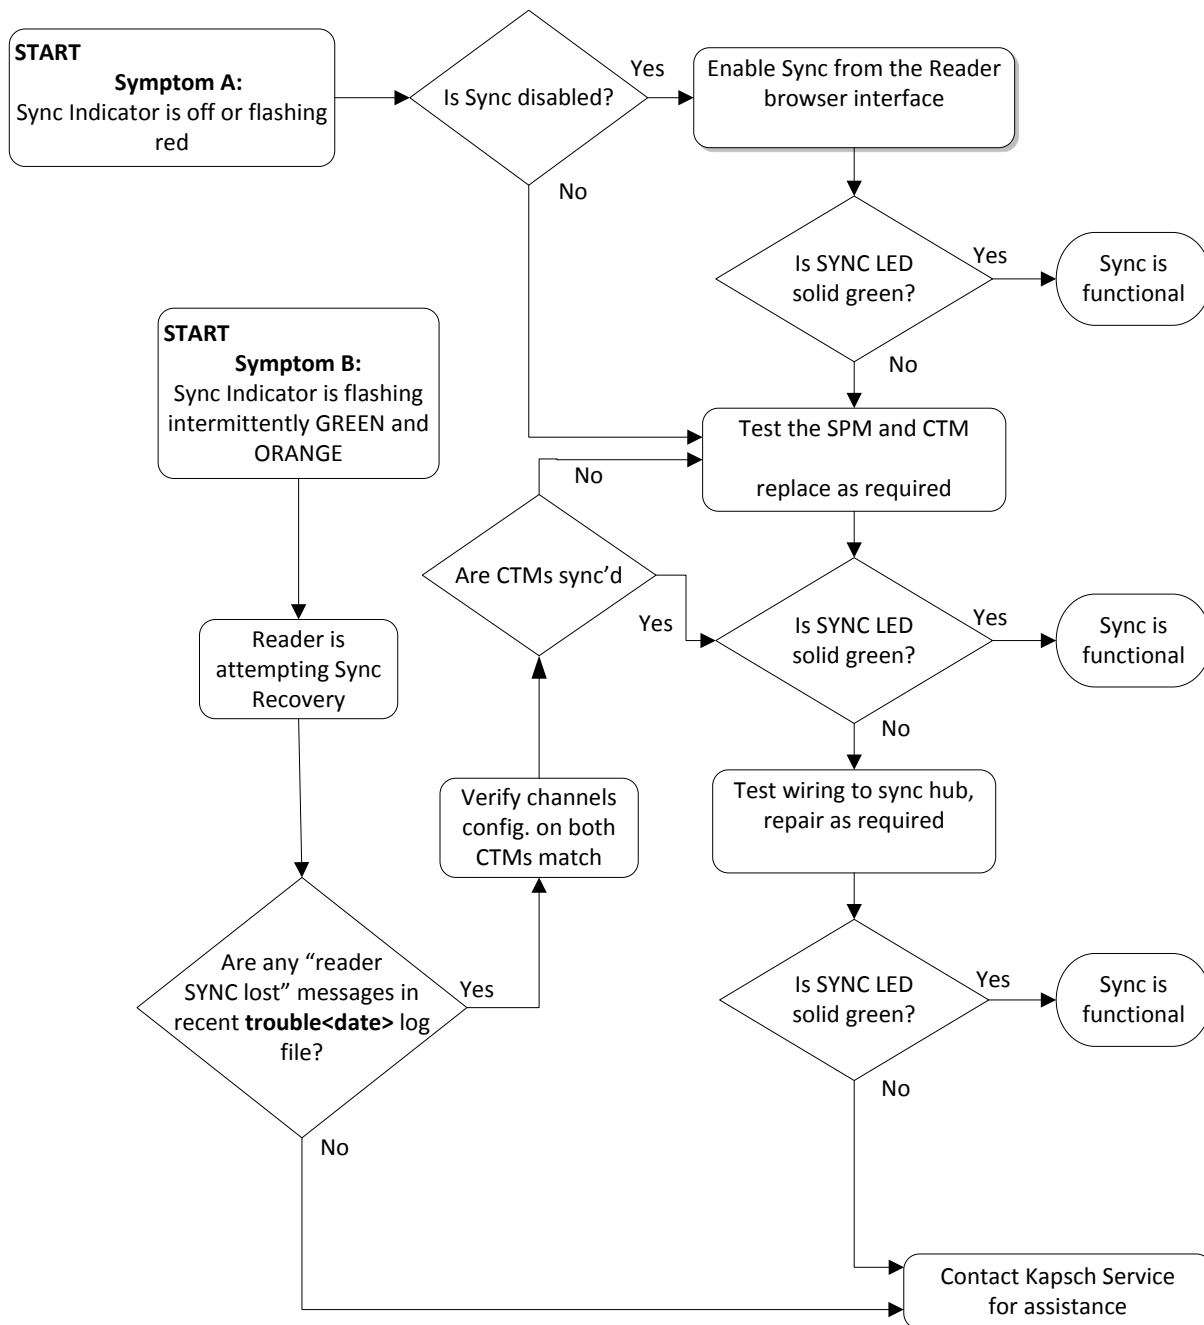 START
Symptom A:
Sync Indicator is off or flashing
red
Is Sync disabled?
Yes
No
Enable Sync from the Reader
browser interface
Is SYNC LED
solid green?
Yes
No
Sync is
functional
START
Symptom B:
Sync Indicator is flashing
intermittently GREEN and
ORANGE
Test the SPM and CTM
replace as required
No
Are CTMs sync’d
Yes
Is SYNC LED
solid green?
Yes
No
Sync is
functional
Reader is
attempting Sync
Recovery
Verify channels
config. on both
CTMs match
Test wiring to sync hub,
repair as required
Are any “reader
SYNC lost” messages in
recent trouble<date> log
file?
Yes
No
Is SYNC LED
solid green?
Yes
No
Sync is
functional
Contact Kapsch Service
for assistance